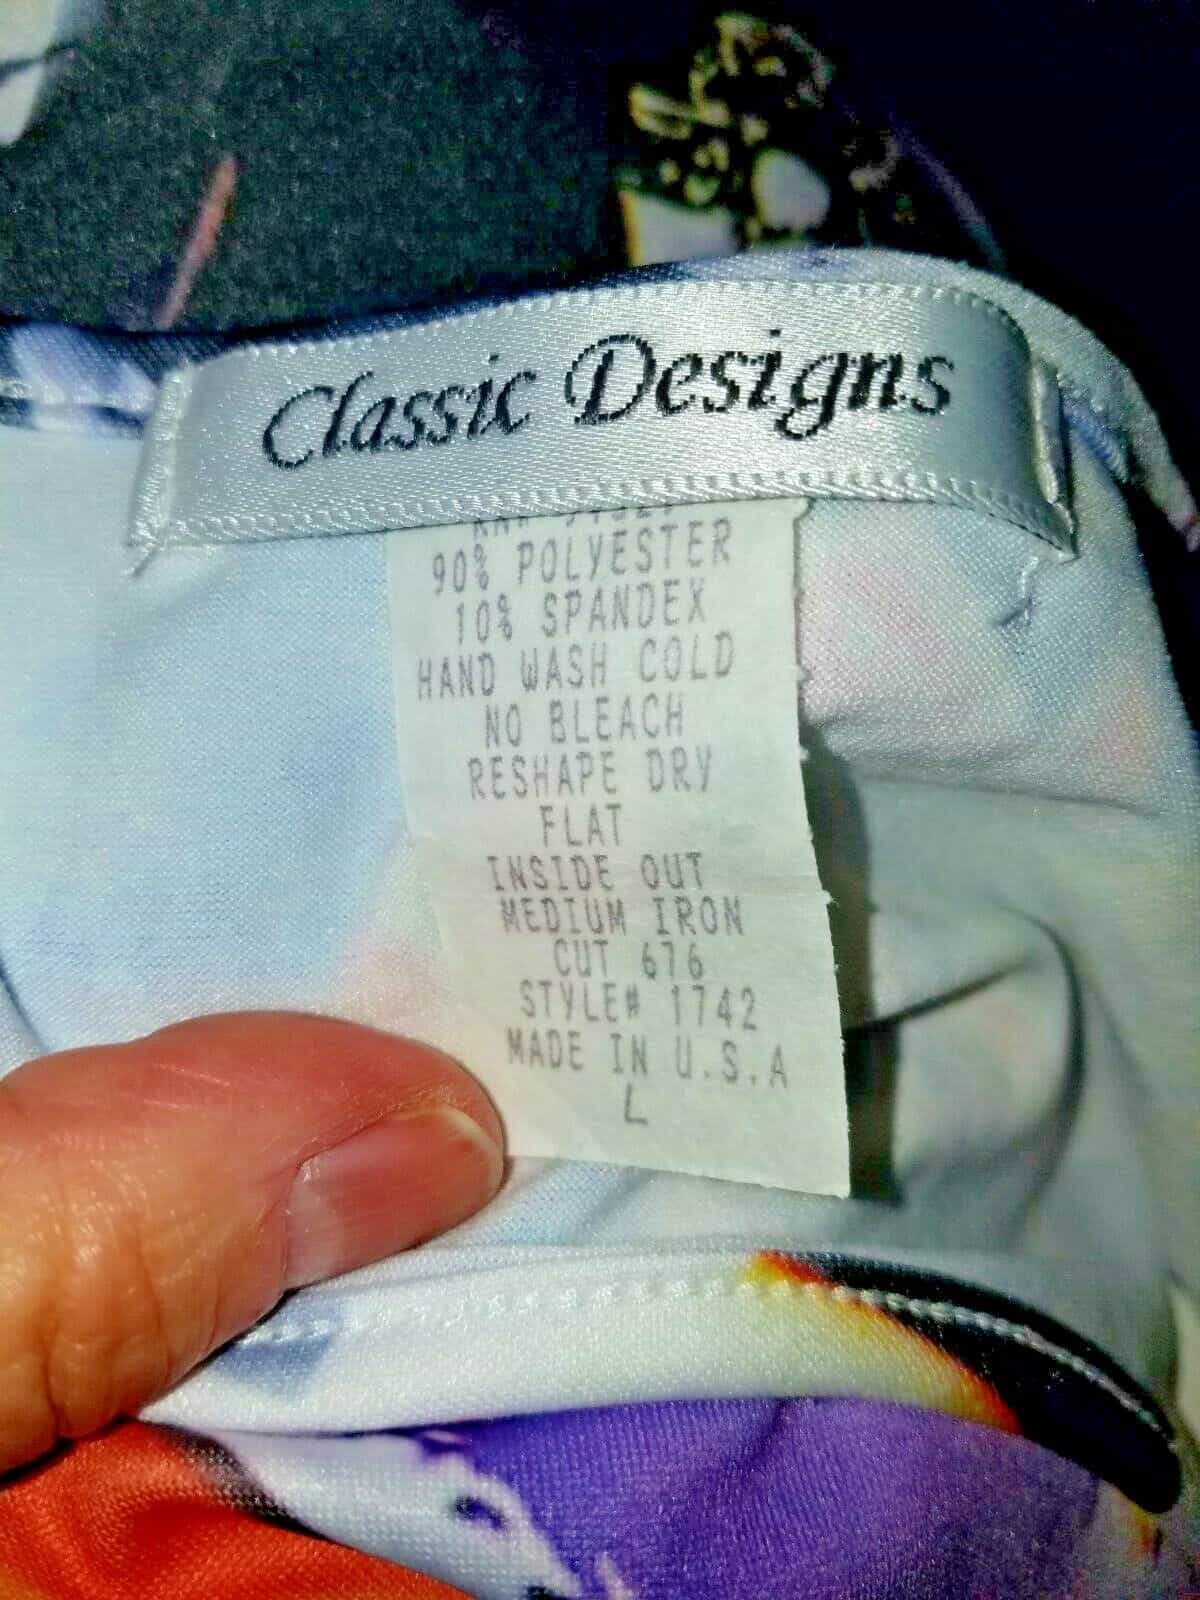 Classic Designs
90% POLYESTER
10% SPANDEX
HAND WASH COLD
NO BLEACH
RESHAPE DRY
FLAT
INSIDE OUT
MEDIUM IRON
CUT 676
STYLE# 1742
MADE IN U.S.A
L